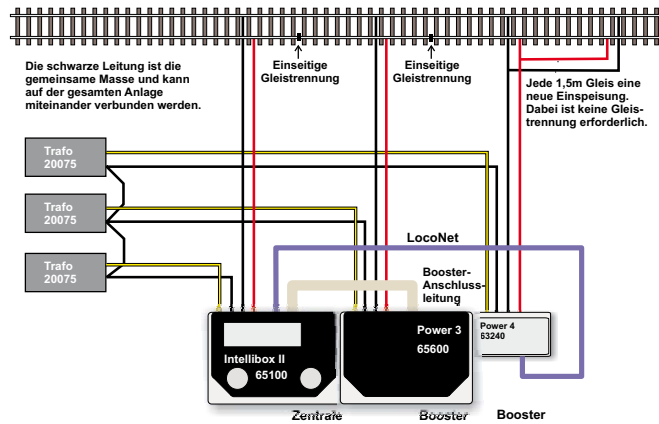 Die schwarze Leitung ist die
gemeinsame Masse und kann
auf der gesamten Anlage
miteinander verbunden werden.
Einseitige
Gleistrennung
Einseitige
Gleistrennung
Jede 1,5m Gleis eine
neue Einspeisung.
Dabei ist keine Gleis-
trennung erforderlich.
Trafo
20075
Trafo
20075
Trafo
20075
LocoNet
Booster-
Anschluss-
leitung
Intellibox II
65100
Power 3
65600
Power 4
63240
Zentrale
Booster
Booster